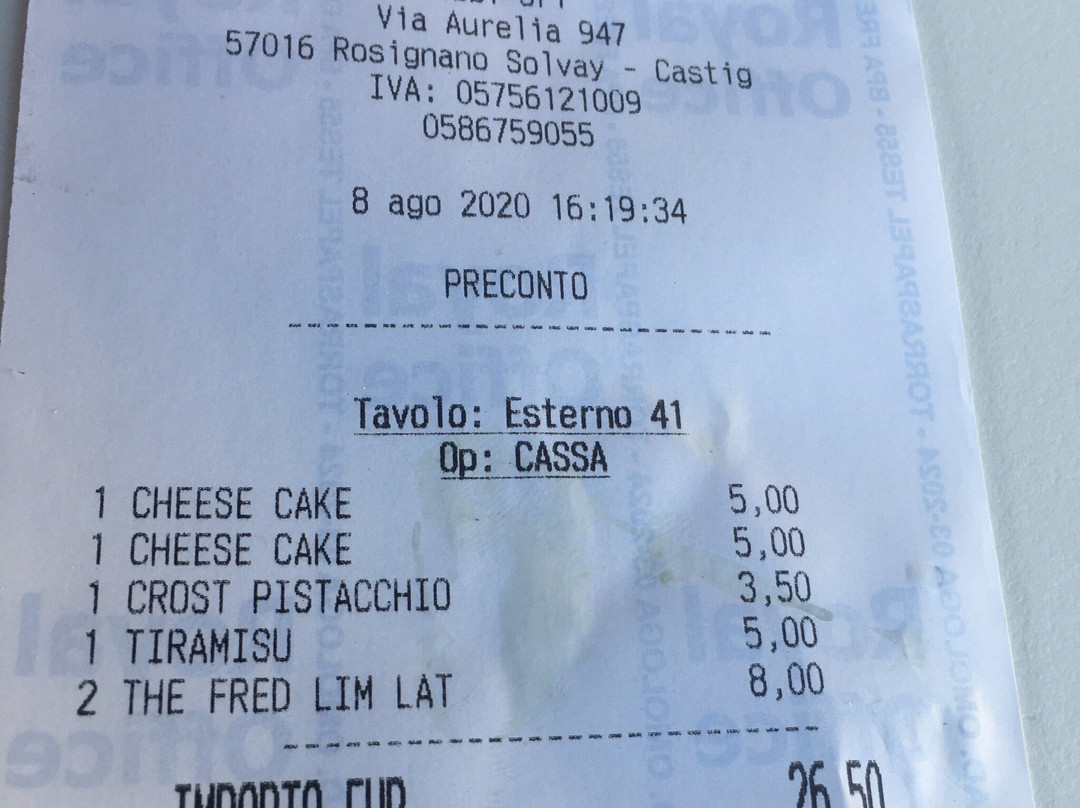 Via Aurelia 947
57016 Rosignano Solvay - Castig
IVA: 05756121009
0586759055
8 ago 2020 16:19:34
PRECONTO
Tavolo: Esterno 41
Op: CASSA
1 CHEESE CAKE 5,00
1 CHEESE CAKE 5,00
1 CROST PISTACCHIO 3,50
1 TIRAMISU 5,00
2 THE FRED LIM LAT 8,00
IMPORTO EUR 26,50